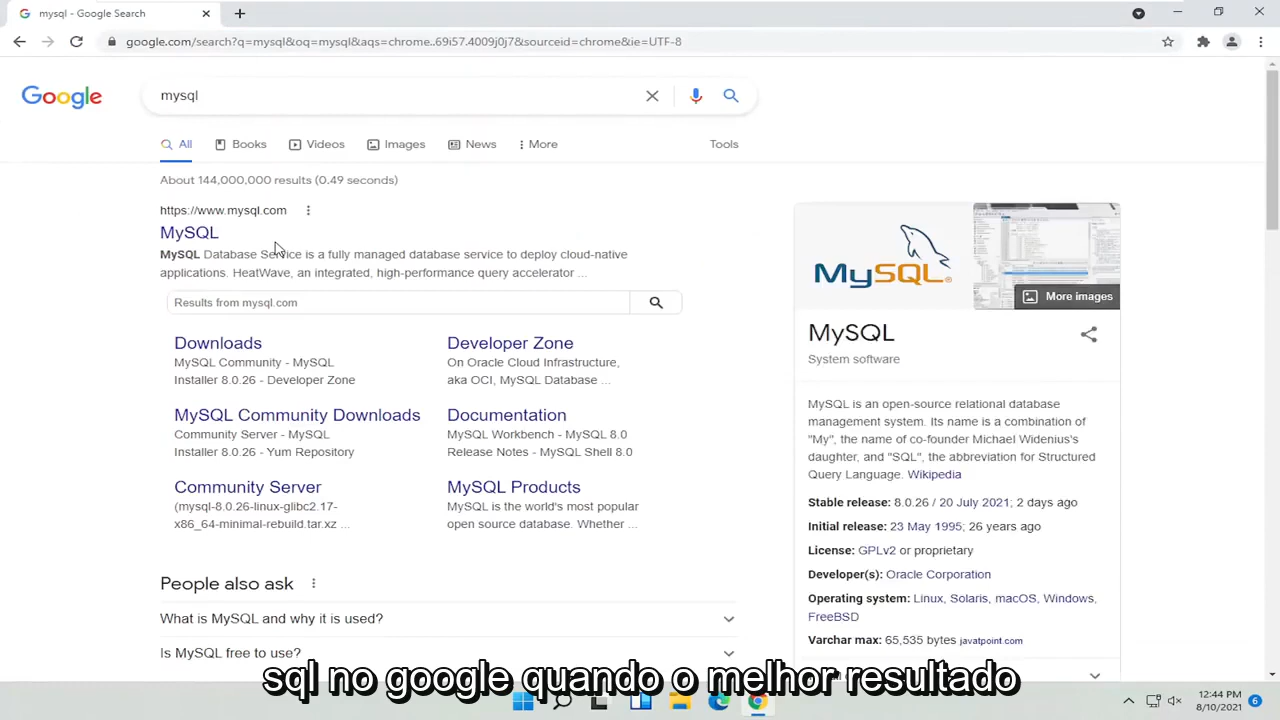 mysql - Google Search
google.com/search?q=mysql&oq=mysql&aqs=chrome..69i57.4009j0j7&sourceid=chrome&ie=UTF-8
Google
mysql
All Books Videos Images News More Tools
About 144,000,000 results (0.49 seconds)
https://www.mysql.com
MySQL
MySQL Database Service is a fully managed database service to deploy cloud-native
applications. HeatWave, an integrated, high-performance query accelerator ...
Results from mysql.com
Downloads
MySQL Community - MySQL
Installer 8.0.26 - Developer Zone
Developer Zone
On Oracle Cloud Infrastructure,
aka OCI, MySQL Database ...
MySQL Community Downloads
Community Server - MySQL
Installer 8.0.26 - Yum Repository
Documentation
MySQL Workbench - MySQL 8.0
Release Notes - MySQL Shell 8.0
Community Server
(mysql-8.0.26-linux-glibc2.17-
x86_64-minimal-rebuild.tar.xz ...
MySQL Products
MySQL is the world's most popular
open source database. Whether ...
People also ask
What is MySQL and why it is used?
Is MySQL free to use?
MySQL®
More images
MySQL
System software
MySQL is an open-source relational database
management system. Its name is a combination of
"My", the name of co-founder Michael Widenius's
daughter, and "SQL", the abbreviation for Structured
Query Language. Wikipedia
Stable release: 8.0.26 / 20 July 2021; 2 days ago
Initial release: 23 May 1995; 26 years ago
License: GPLv2 or proprietary
Developer(s): Oracle Corporation
Operating system: Linux, Solaris, macOS, Windows,
FreeBSD
Varchar max: 65,535 bytes javatpoint.com
sql no google quando o melhor resultado
12:44 PM
8/10/2021
6